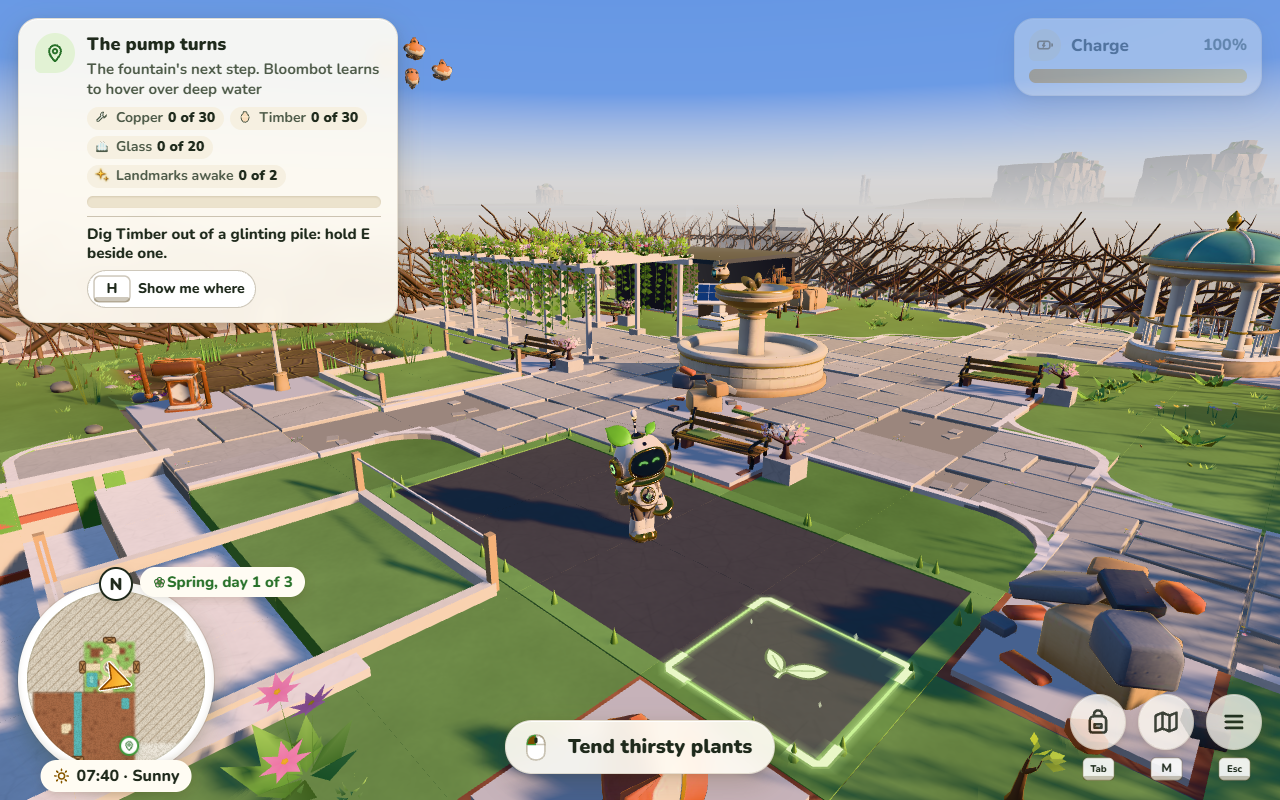 The pump turns
The fountain's next step. Bloombot learns
to hover over deep water
Copper 0 of 30
Timber 0 of 30
Glass 0 of 20
Landmarks awake 0 of 2
Dig Timber out of a glinting pile: hold E
beside one.
H Show me where
Charge 100%
N
Spring, day 1 of 3
07:40 · Sunny
Tend thirsty plants
Tab
M
Esc